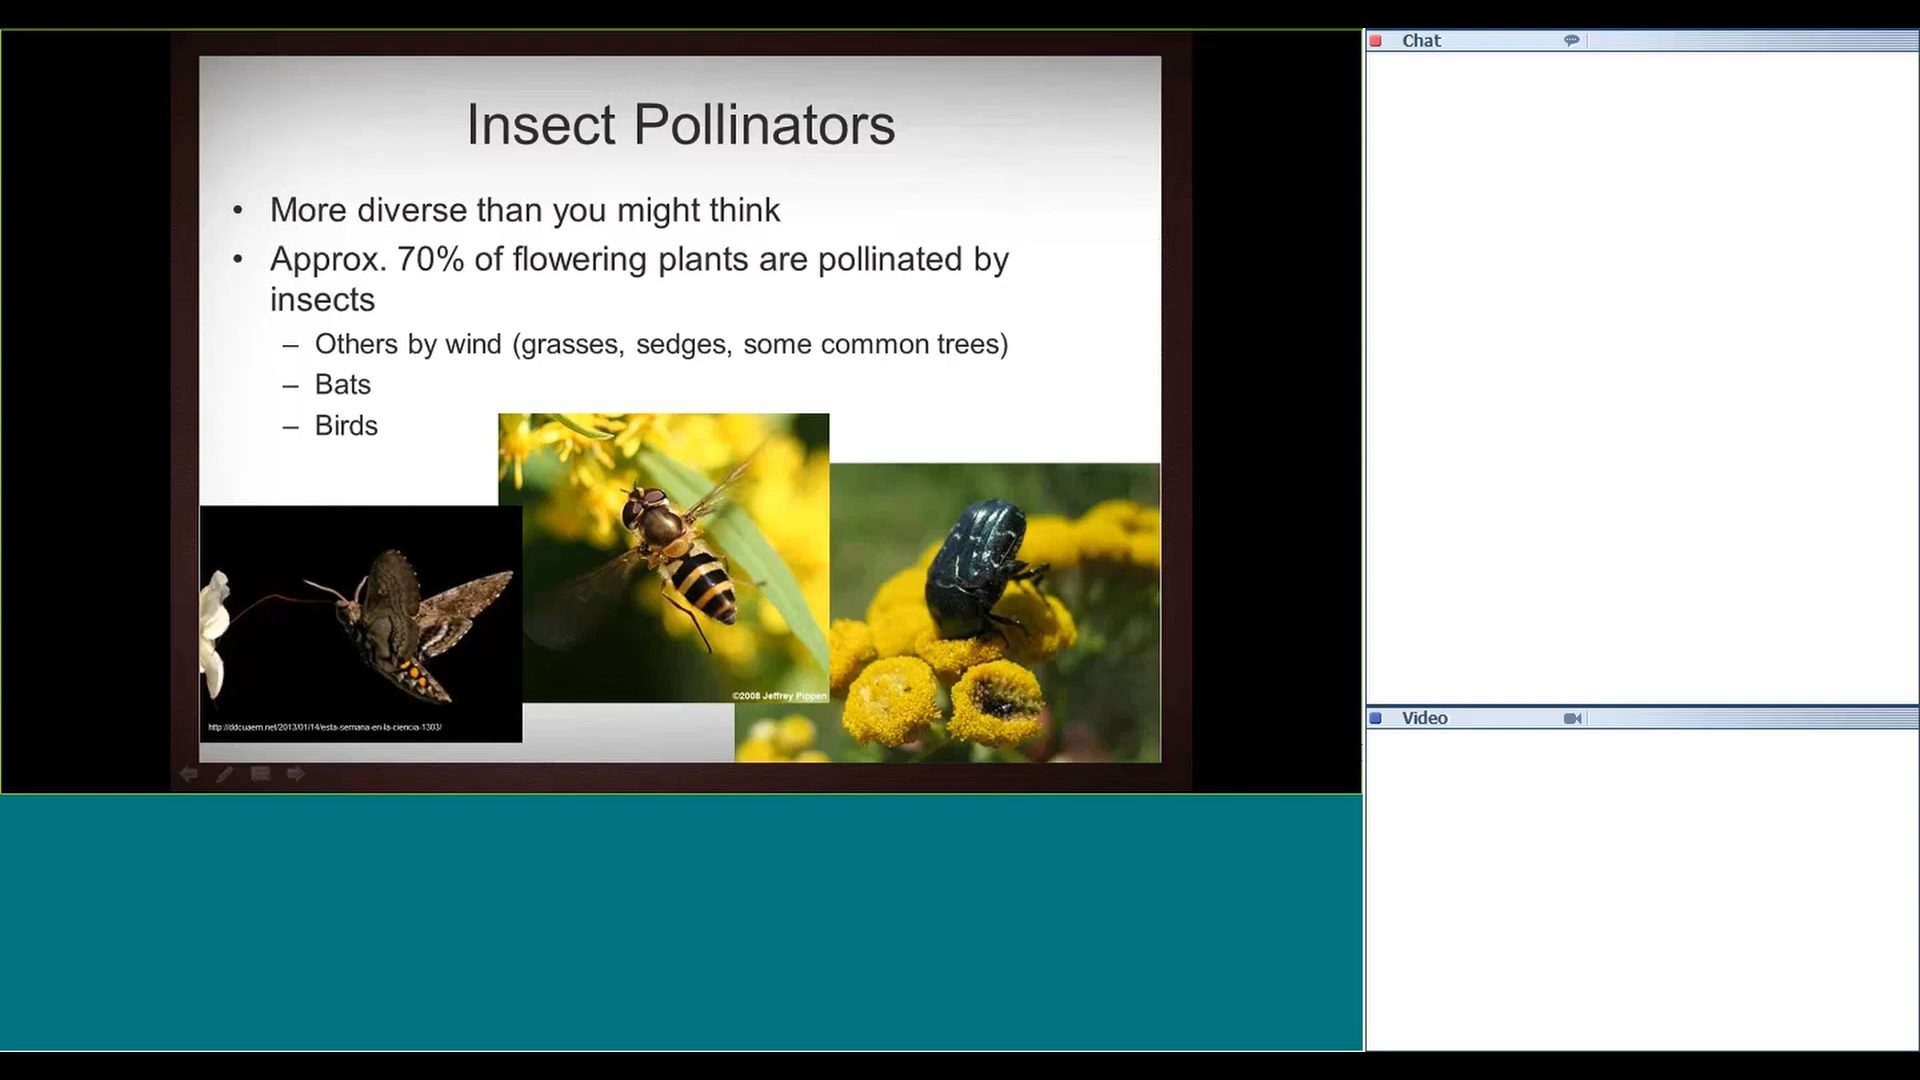 Chat
Insect Pollinators
• More diverse than you might think
• Approx. 70% of flowering plants are pollinated by
insects
– Others by wind (grasses, sedges, some common trees)
– Bats
– Birds
©2008 Jeffrey Pippen
http://ddcuaem.net/2013/01/14/esta-semana-en-la-ciencia-1303/
Video